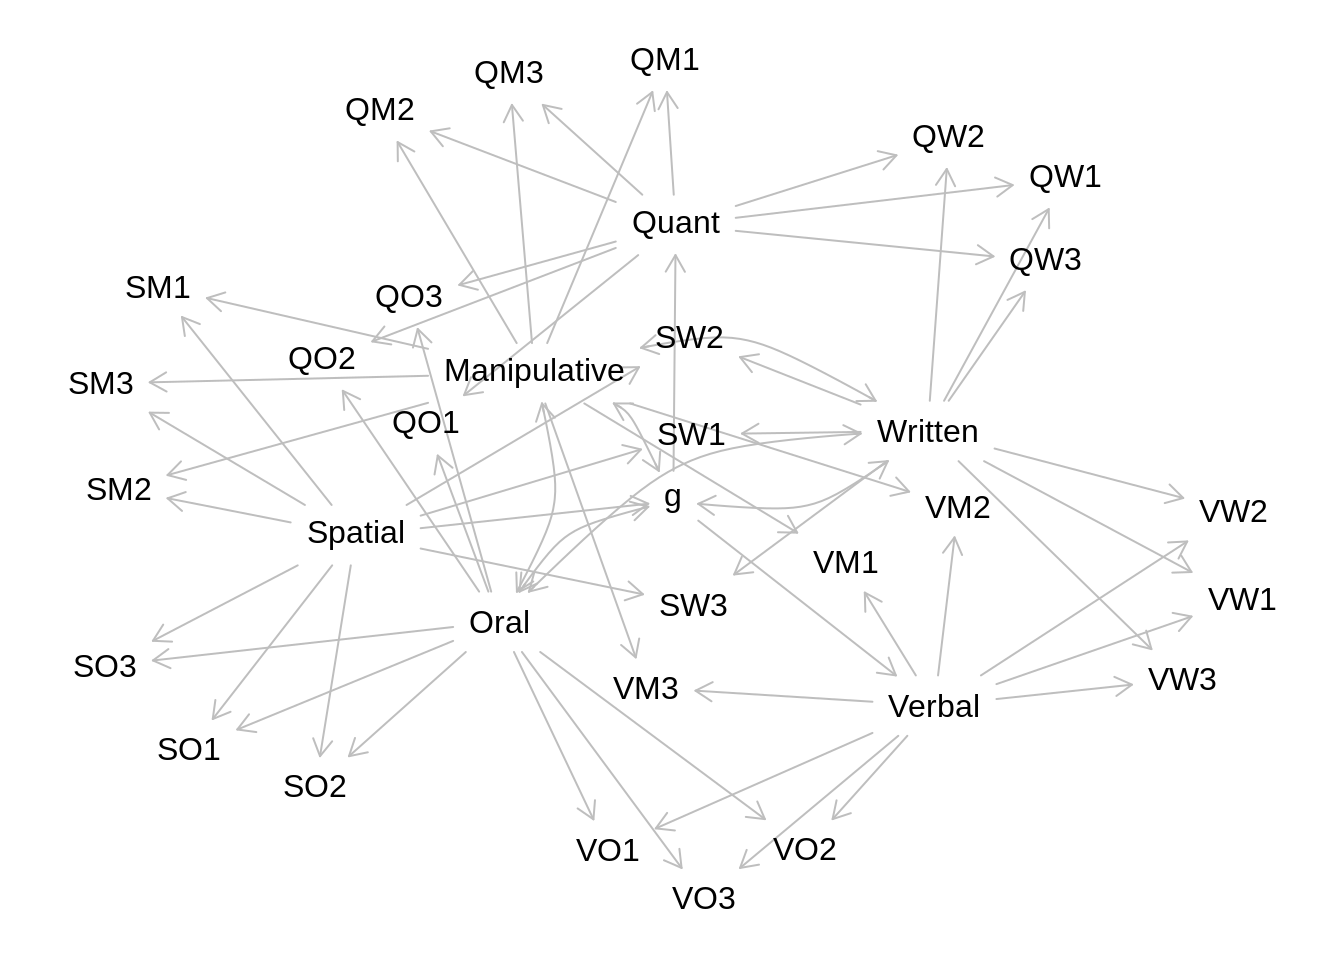 QM1
QM3
QM2
QW2
QW1
Quant
QW3
SM1
QO3
SW2
QO2
Manipulative
SM3
QO1
Written
SW1
SM2
g
VM2
VW2
Spatial
VM1
VW1
SW3
Oral
SO3
VW3
VM3
Verbal
SO1
SO2
VO1
VO2
VO3